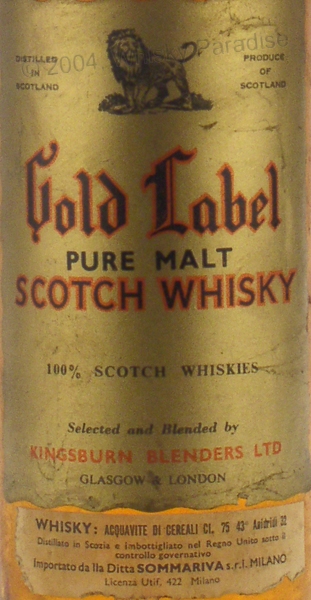 © 2004 Paradise
DISTILLED
IN
SCOTLAND
PRODUCE
OF
SCOTLAND
Gold Label
PURE MALT
SCOTCH WHISKY
100% SCOTCH WHISKIES
Selected and Blended by
KINGSBURN BLENDERS LTD
GLASGOW & LONDON
WHISKY: ACQUAVITE DI CEREALI CL. 75 43° Anidridi 32
Distillato in Scozia e imbottigliato nel Regno Unito sotto il
controllo governativo
Importato da lla Ditta SOMMARIVA s.r.l. MILANO
Licenza Utif. 422 Milano